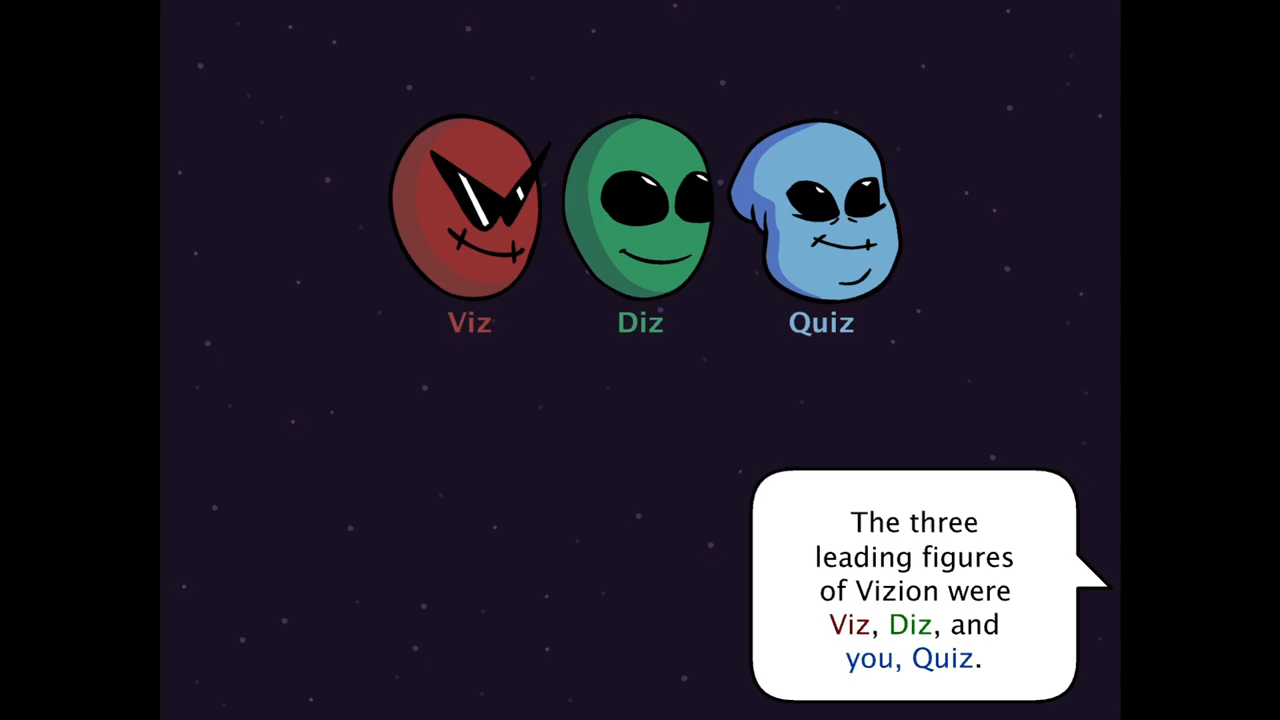 Viz
Diz
Quiz
The three
leading figures
of Vizion were
Viz, Diz, and
you, Quiz.